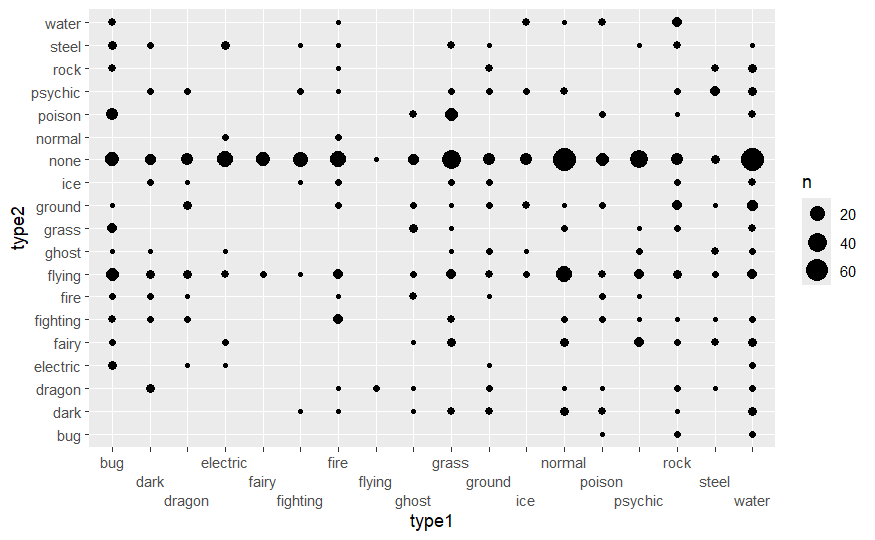 water
steel
rock
psychic
poison
normal
none
ice
ground
grass
ghost
flying
fire
fighting
fairy
electric
dragon
dark
bug
type2
bug electric fire grass normal rock
dark fairy flying ground poison steel
dragon fighting ghost ice psychic water
type1
n
20
40
60